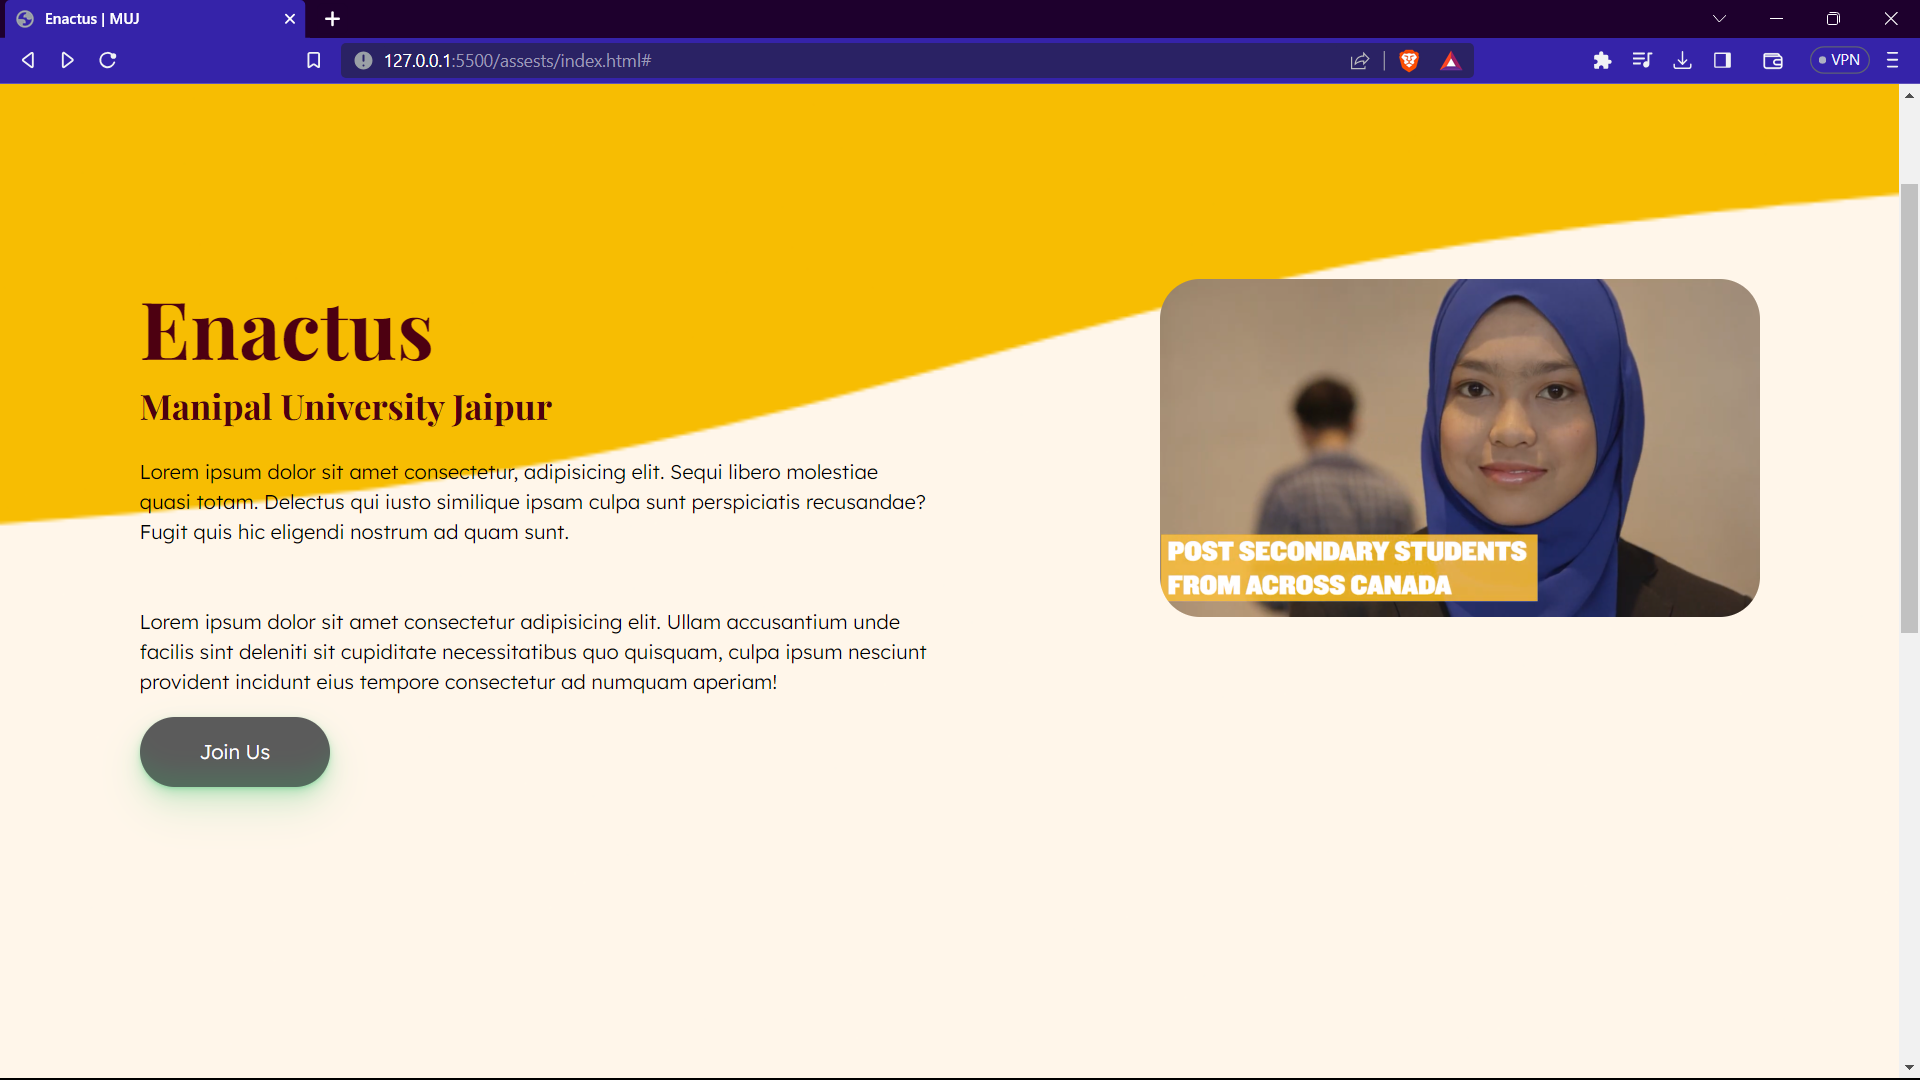 Enactus | MUJ
127.0.0.1:5500/assests/index.html#
VPN
Enactus
Manipal University Jaipur
Lorem ipsum dolor sit amet consectetur, adipisicing elit. Sequi libero molestiae
quasi totam. Delectus qui iusto similique ipsam culpa sunt perspiciatis recusandae?
Fugit quis hic eligendi nostrum ad quam sunt.
Lorem ipsum dolor sit amet consectetur adipisicing elit. Ullam accusantium unde
facilis sint deleniti sit cupiditate necessitatibus quo quisquam, culpa ipsum nesciunt
provident incidunt eius tempore consectetur ad numquam aperiam!
Join Us
POST SECONDARY STUDENTS
FROM ACROSS CANADA